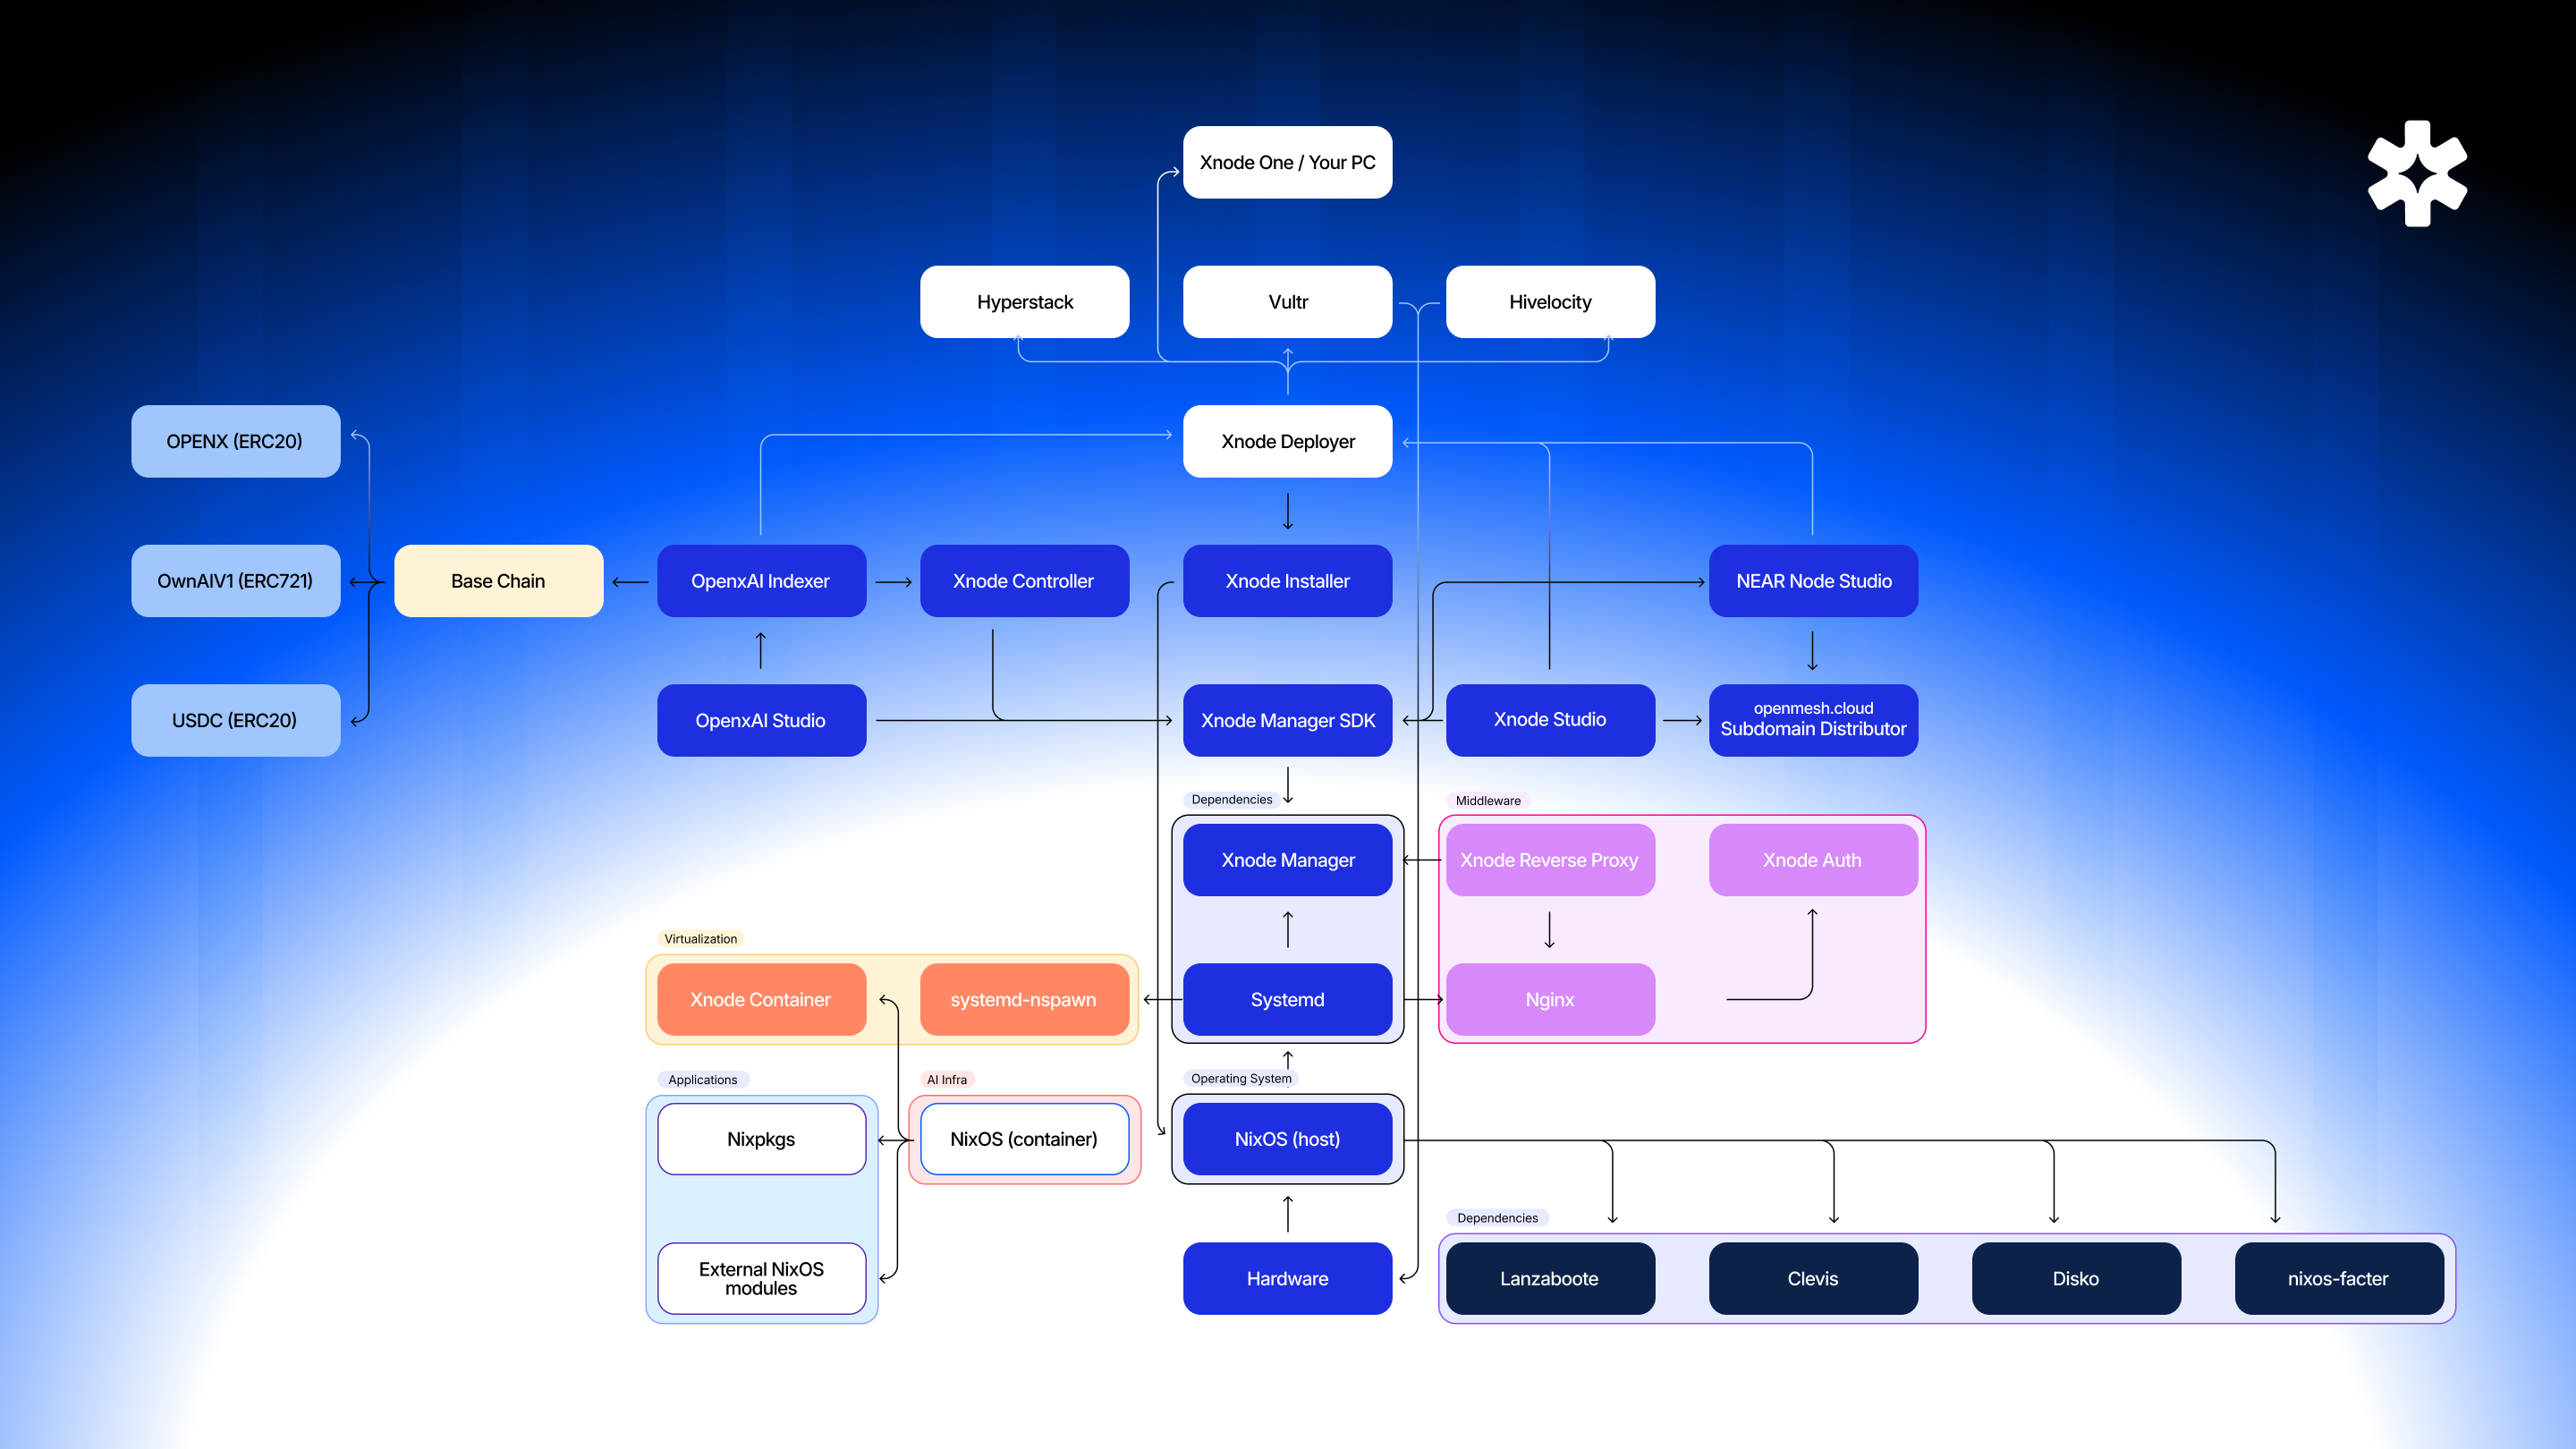 Xnode One / Your PC
Hyperstack
Vultr
Hivelocity
OPENX (ERC20)
Xnode Deployer
OwnAIV1 (ERC721)
Base Chain
OpenxAI Indexer
Xnode Controller
Xnode Installer
NEAR Node Studio
USDC (ERC20)
OpenxAI Studio
Xnode Manager SDK
Xnode Studio
openmesh.cloud
Subdomain Distributor
Dependencies
Middleware
Xnode Manager
Xnode Reverse Proxy
Xnode Auth
Virtualization
Xnode Container
systemd-nspawn
Systemd
Nginx
Applications
AI Infra
Operating System
Nixpkgs
NixOS (container)
NixOS (host)
Dependencies
External NixOS
modules
Hardware
Lanzaboote
Clevis
Disko
nixos-facter